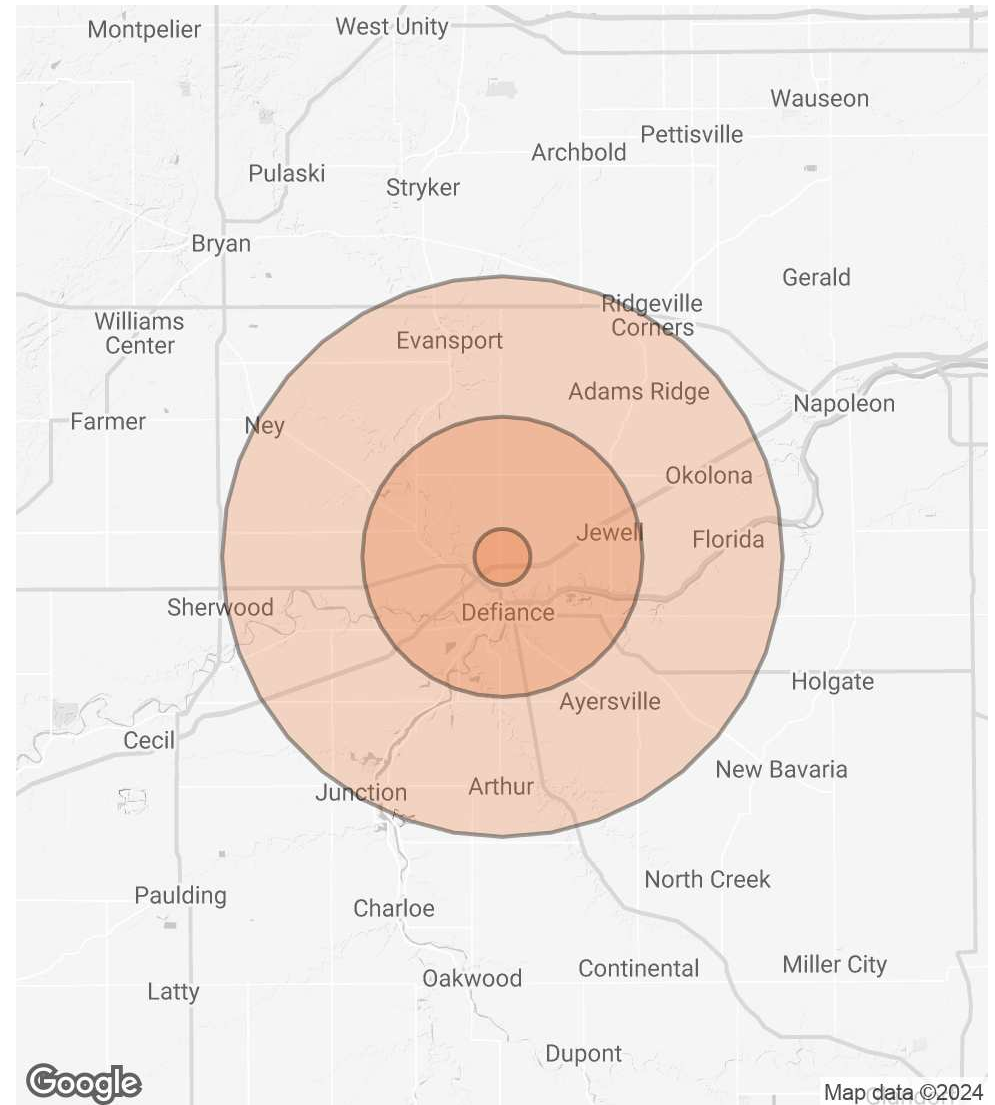 Montpelier
West Unity
Wauseon
Pettisville
Archbold
Pulaski
Stryker
Bryan
Gerald
Ridgeville
Corners
Williams
Center
Evansport
Adams Ridge
Napoleon
Farmer
Ney
Okolona
Jewell
Florida
Sherwood
Defiance
Holgate
Ayersville
Cecil
New Bavaria
Junction
Arthur
North Creek
Paulding
Charloe
Continental
Miller City
Oakwood
Latty
Dupont
Google
Map data ©2024